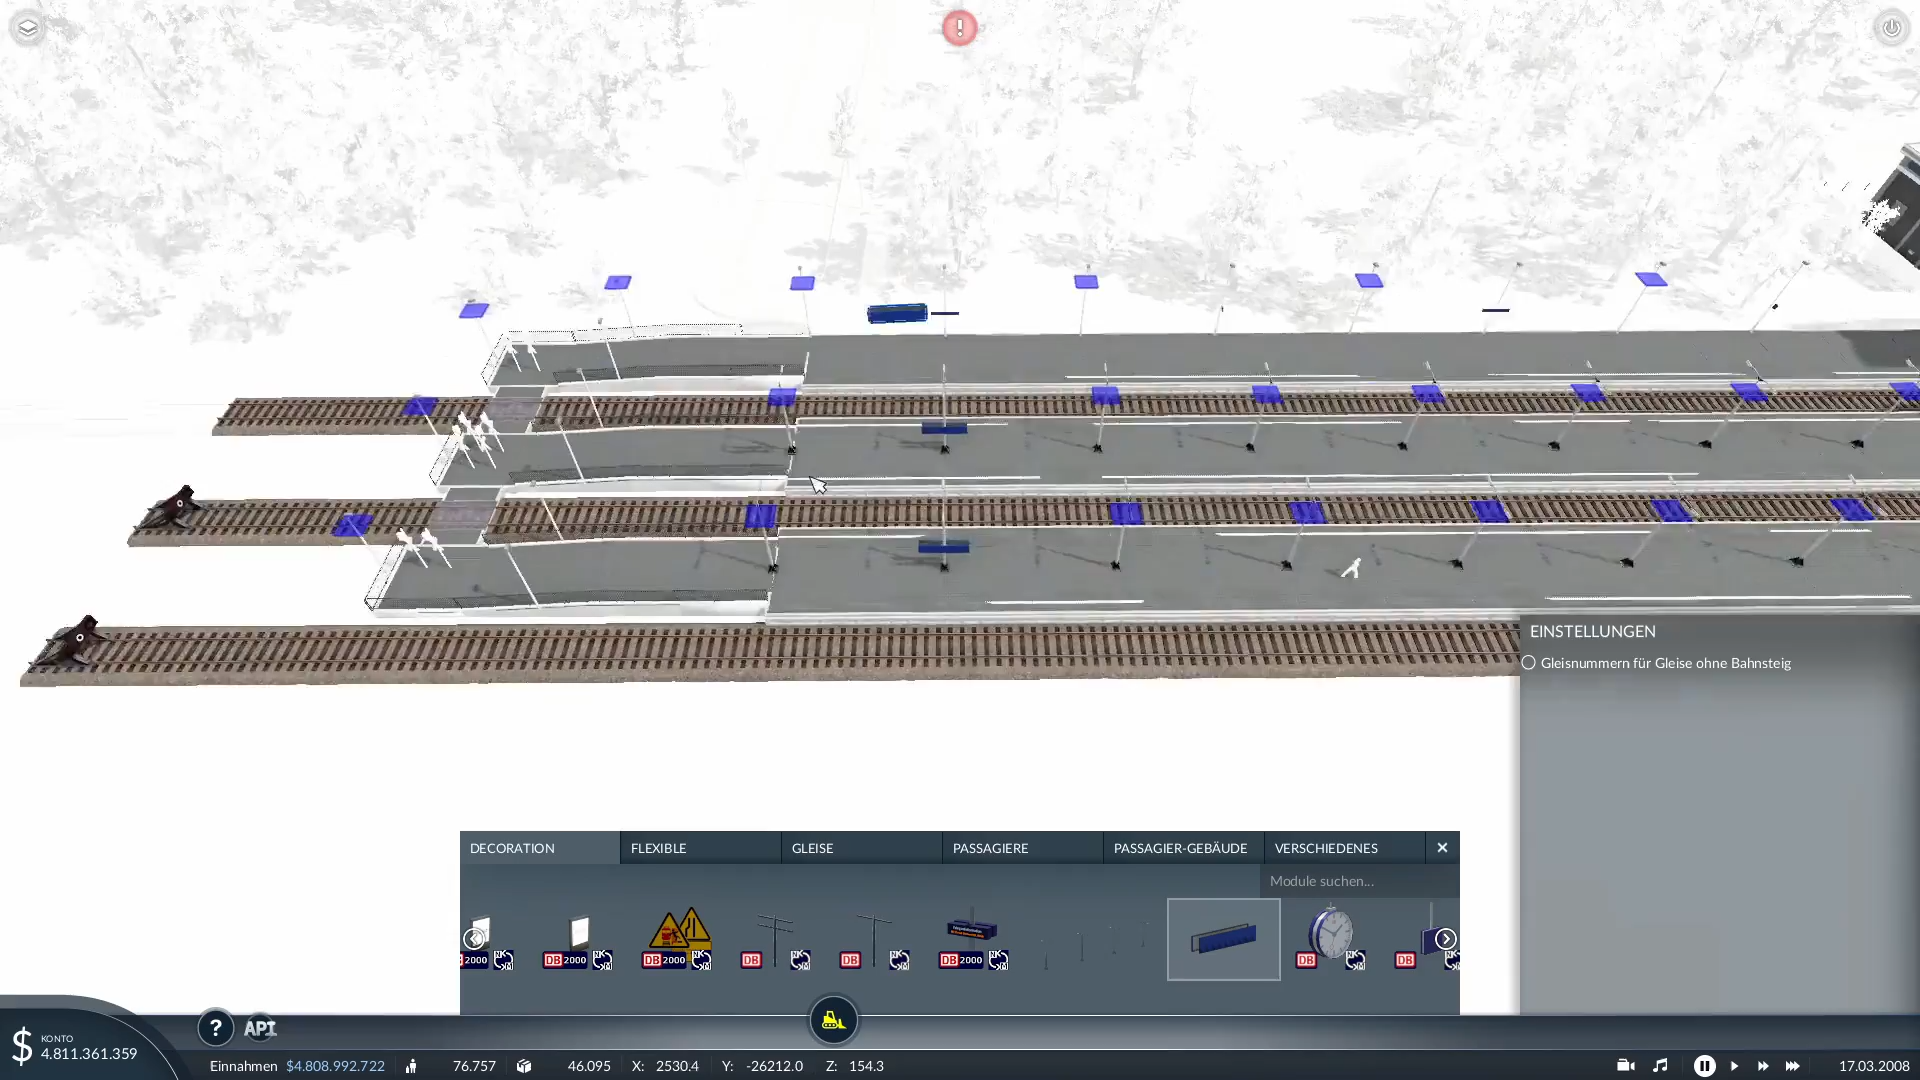 EINSTELLUNGEN
Gleisnummern für Gleise ohne Bahnsteig
DECORATION FLEXIBLE GLEISE PASSAGIERE PASSAGIER-GEBÄUDE VERSCHIEDENES
Module suchen...
2000 DB 2000 DB 2000 DB DB DB 2000 DB DB
? API
KONTO
$ 4.811.361.359
Einnahmen $4.808.992.722 76.757 46.095 X: 2530.4 Y: -26212.0 Z: 154.3 17.03.2008